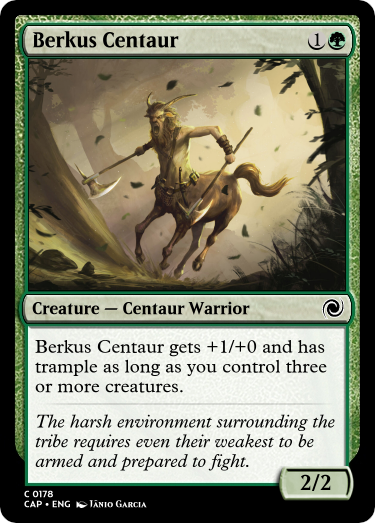 Berkus Centaur 1
Creature — Centaur Warrior
Berkus Centaur gets +1/+0 and has
trample as long as you control three
or more creatures.
The harsh environment surrounding the
tribe requires even their weakest to be
armed and prepared to fight.
2/2
C 0178
CAP • ENG Jânio Garcia